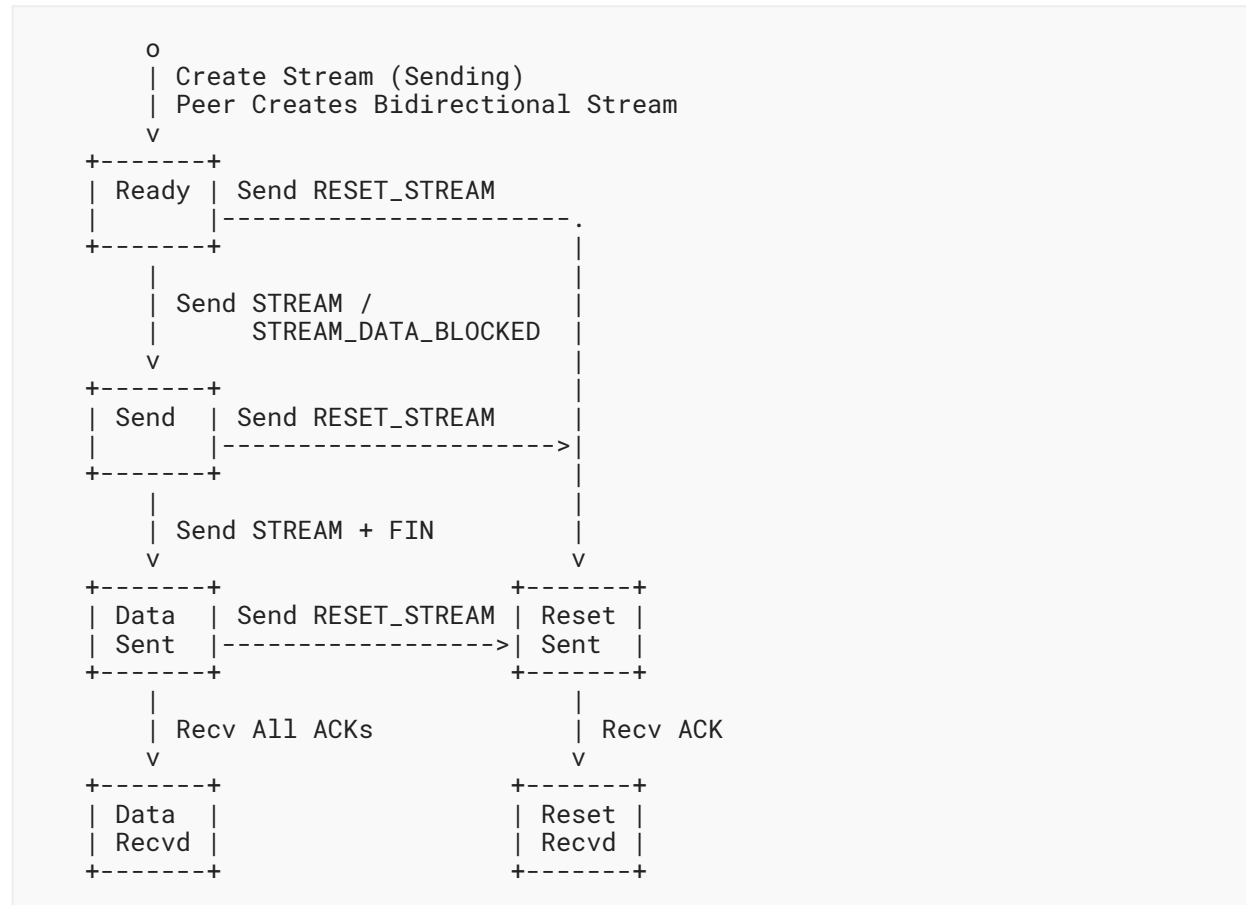 o
       | Create Stream (Sending)
       | Peer Creates Bidirectional Stream
       v
   +-------+
   | Ready | Send RESET_STREAM
   |       |-----------------------.
   +-------+                       |
       |                           |
       | Send STREAM /             |
       |      STREAM_DATA_BLOCKED  |
       v                           |
   +-------+                       |
   | Send  | Send RESET_STREAM     |
   |       |---------------------->|
   +-------+                       |
       |                           |
       | Send STREAM + FIN         |
       v                           v
   +-------+                   +-------+
   | Data  | Send RESET_STREAM | Reset |
   | Sent  |------------------>| Sent  |
   +-------+                   +-------+
       |                           |
       | Recv All ACKs             | Recv ACK
       v                           v
   +-------+                   +-------+
   | Data  |                   | Reset |
   | Recvd |                   | Recvd |
   +-------+                   +-------+